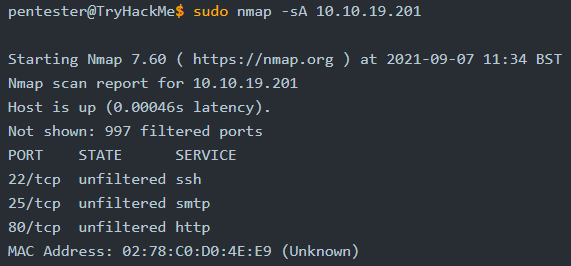 pentester@TryHackMe$ sudo nmap -sA 10.10.19.201
Starting Nmap 7.60 ( https://nmap.org ) at 2021-09-07 11:34 BST
Nmap scan report for 10.10.19.201
Host is up (0.00046s latency).
Not shown: 997 filtered ports
PORT   STATE      SERVICE
22/tcp unfiltered ssh
25/tcp unfiltered smtp
80/tcp unfiltered http
MAC Address: 02:78:C0:D0:4E:E9 (Unknown)